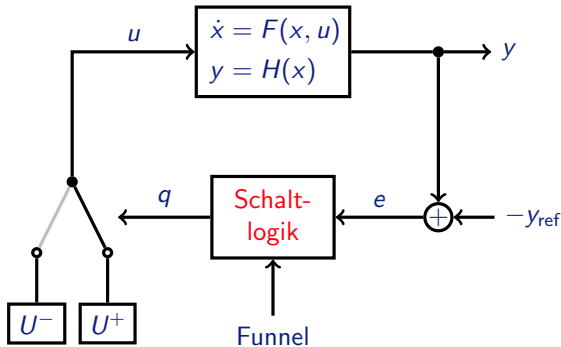 u
ẋ = F(x, u)
y = H(x)
y
q
Schalt-
logik
e
+
−y_ref
U⁻
U⁺
Funnel